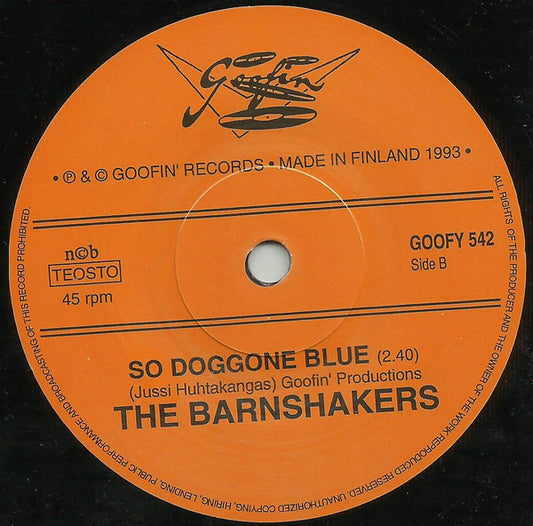 Goofin
• ℗ & © GOOFIN' RECORDS • MADE IN FINLAND 1993 •
n©b
TEOSTO
45 rpm
GOOFY 542
Side B
SO DOGGONE BLUE (2.40)
(Jussi Huhtakangas) Goofin' Productions
THE BARNSHAKERS
ALL RIGHTS OF THE PRODUCER AND THE OWNER OF THE WORK REPRODUCED RESERVED. UNAUTHORIZED COPYING, HIRING, LENDING, PUBLIC PERFORMANCE AND BROADCASTING OF THIS RECORD PROHIBITED.